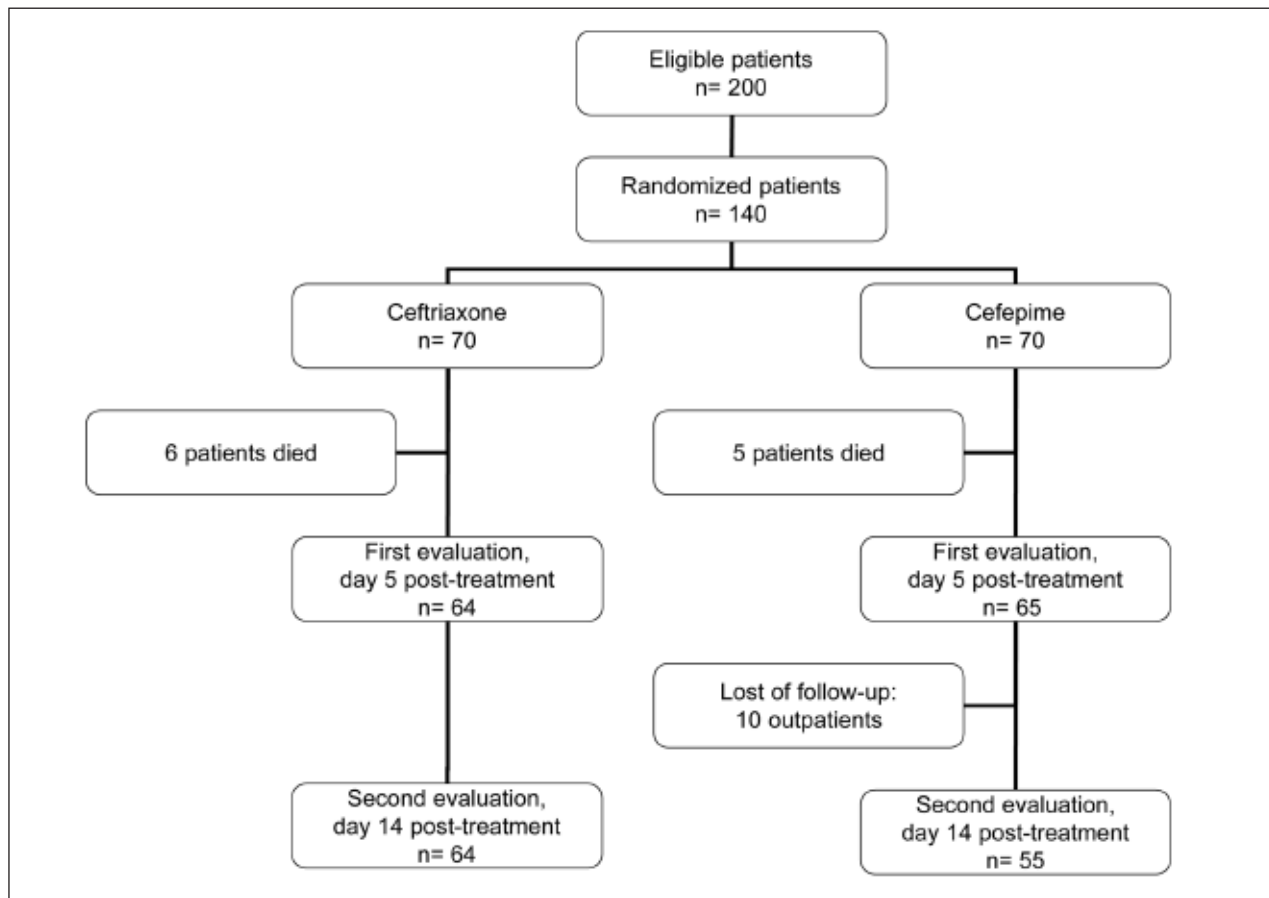 Eligible patients
n= 200
Randomized patients
n= 140
Ceftriaxone
n= 70
Cefepime
n= 70
6 patients died
5 patients died
First evaluation,
day 5 post-treatment
n= 64
First evaluation,
day 5 post-treatment
n= 65
Lost of follow-up:
10 outpatients
Second evaluation,
day 14 post-treatment
n= 64
Second evaluation,
day 14 post-treatment
n= 55